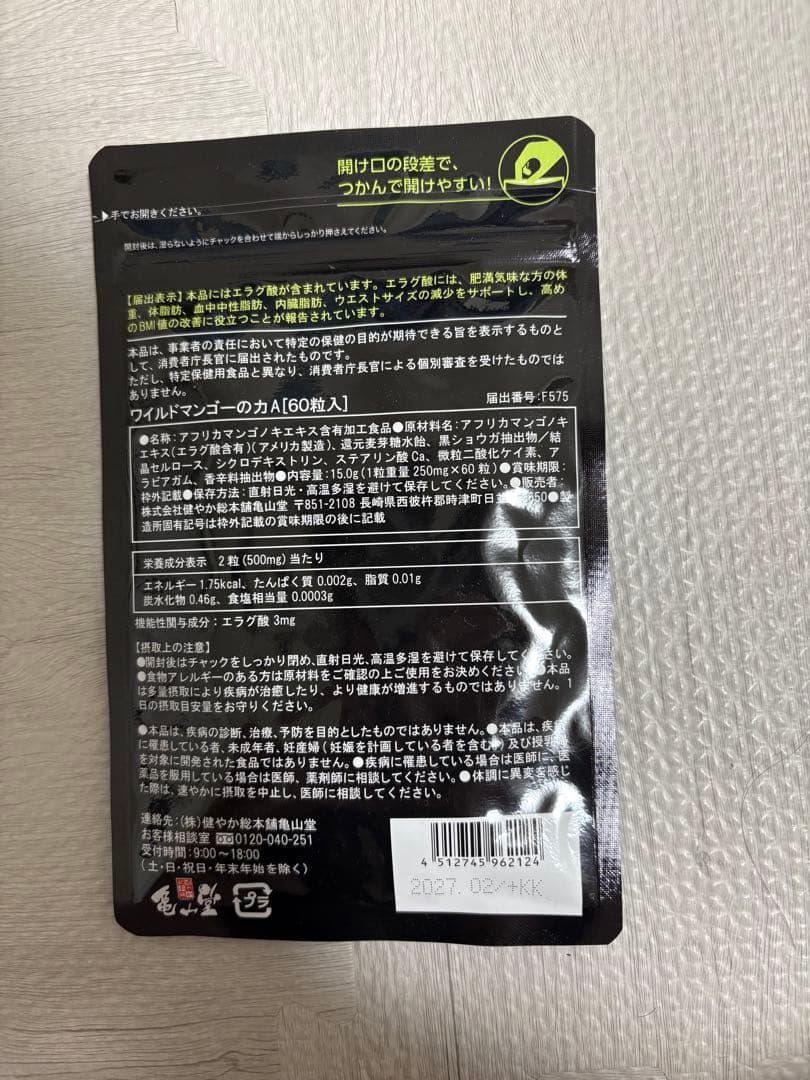 開け口の段差で、
つかんで開けやすい!
▶手でお開きください。
開封後は、湿らないようにチャックを合わせて端からしっかり押さえてください。
【届出表示】本品にはエラグ酸が含まれています。エラグ酸には、肥満気味な方の体
重、体脂肪、血中中性脂肪、内臓脂肪、ウエストサイズの減少をサポートし、高め
のBMI値の改善に役立つことが報告されています。
本品は、事業者の責任において特定の保健の目的が期待できる旨を表示するものと
して、消費者庁長官に届出されたものです。
ただし、特定保健用食品と異なり、消費者庁長官による個別審査を受けたものでは
ありません。
届出番号:F575
ワイルドマンゴーの力A[60粒入]
●名称:アフリカマンゴノキエキス含有加工食品●原材料名:アフリカマンゴノキ
エキス(エラグ酸含有)(アメリカ製造)、還元麦芽糖水飴、黒ショウガ抽出物/結
晶セルロース、シクロデキストリン、ステアリン酸Ca、微粒二酸化ケイ素、ア
ラビアガム、香辛料抽出物●内容量:15.0g(1粒重量250mg×60粒)●賞味期限:
枠外記載●保存方法:直射日光・高温多湿を避けて保存してください。●販売者:
株式会社健やか総本舗亀山堂 〒851-2108 長崎県西彼杵郡時津町日並 650●製
造所固有記号は枠外記載の賞味期限の後に記載
栄養成分表示 2粒(500mg)当たり
エネルギー 1.75kcal、たんぱく質 0.002g、脂質 0.01g
炭水化物 0.46g、食塩相当量 0.0003g
機能性関与成分:エラグ酸 3mg
【摂取上の注意】
●開封後はチャックをしっかり閉め、直射日光、高温多湿を避けて保存してください。
●食物アレルギーのある方は原材料をご確認の上ご使用をお決めください。●本品
は多量摂取により疾病が治癒したり、より健康が増進するものではありません。1
日の摂取目安量をお守りください。
●本品は、疾病の診断、治療、予防を目的としたものではありません。●本品は、疾
に罹患している者、未成年者、妊産婦(妊娠を計画している者を含む。)及び授乳
を対象に開発された食品ではありません。●疾病に罹患している場合は医師に、医
薬品を服用している場合は医師、薬剤師に相談してください。●体調に異変を感じ
た際は、速やかに摂取を中止し、医師に相談してください。
連絡先:(株)健やか総本舗亀山堂
お客様相談室 0120-040-251
受付時間:9:00～18:00
(土・日・祝日・年末年始を除く)
4 512745 962124
2027. 02/+KK